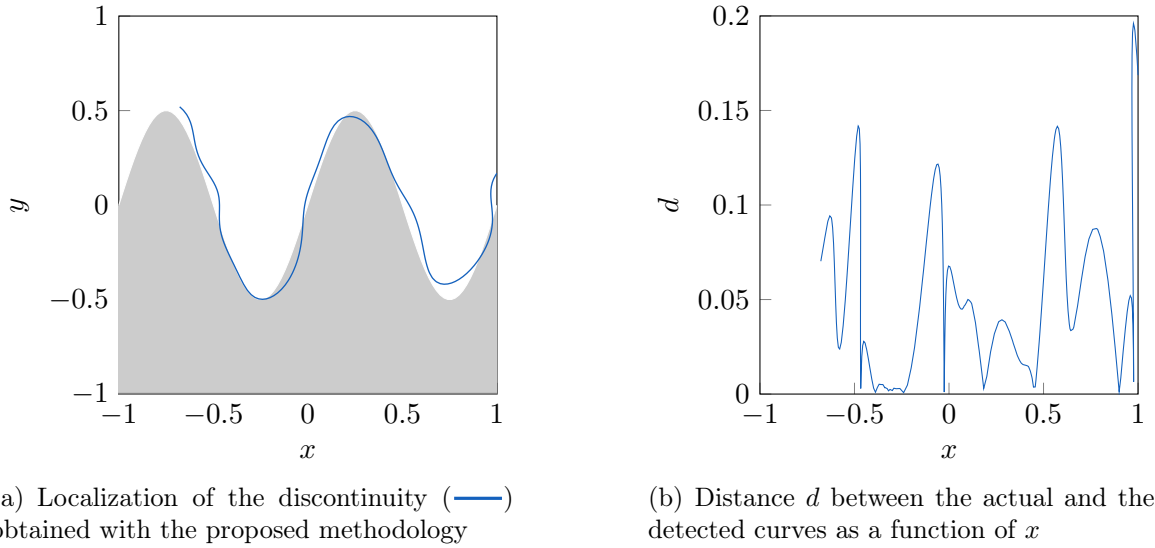 1
0.5
0
−0.5
−1
y
−1
−0.5
0
0.5
1
x
a) Localization of the discontinuity ( )
obtained with the proposed methodology
0.2
0.15
0.1
0.05
0
d
−1
−0.5
0
0.5
1
x
(b) Distance d between the actual and the
detected curves as a function of x